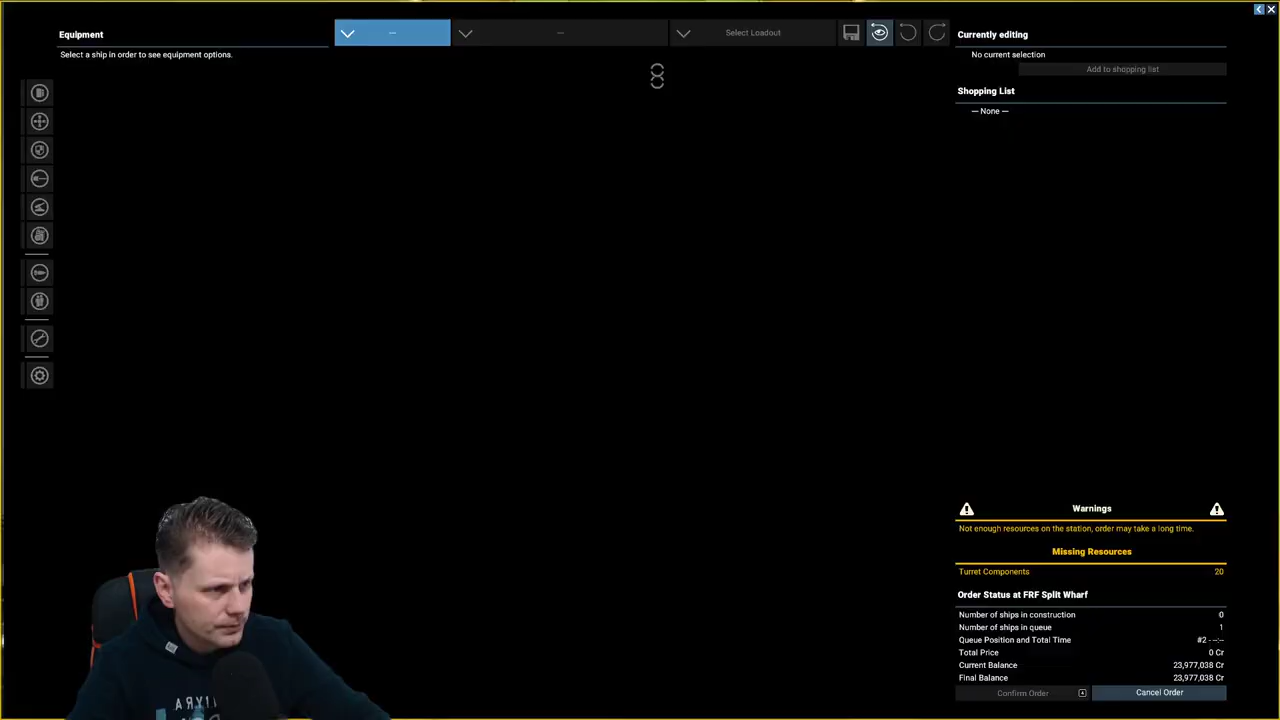 Equipment
Select a ship in order to see equipment options.
—
—
Select Loadout
Currently editing
No current selection
Add to shopping list
Shopping List
— None —
Warnings
Not enough resources on the station, order may take a long time.
Missing Resources
Turret Components 20
Order Status at FRF Split Wharf
Number of ships in construction 0
Number of ships in queue 1
Queue Position and Total Time #2 - --:--
Total Price 0 Cr
Current Balance 23,977,038 Cr
Final Balance 23,977,038 Cr
Confirm Order
Cancel Order